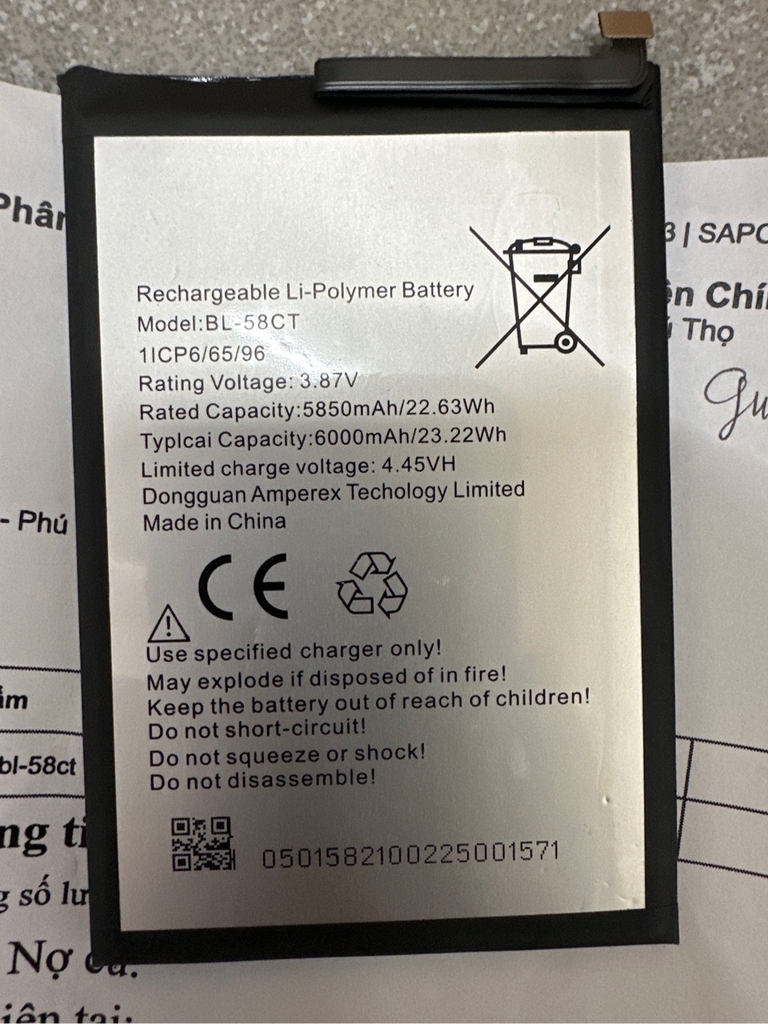 Phân
3 | SAPO
ện Chí
Thọ
Rechargeable Li-Polymer Battery
Model:BL-58CT
1ICP6/65/96
Rating Voltage: 3.87V
Rated Capacity:5850mAh/22.63Wh
Typlcai Capacity:6000mAh/23.22Wh
Limited charge voltage: 4.45VH
Dongguan Amperex Techology Limited
Made in China
- Phú
CE
Use specified charger only!
May explode if disposed of in fire!
Keep the battery out of reach of children!
Do not short-circuit!
Do not squeeze or shock!
Do not disassemble!
bl-58ct
ng ti
số lư
0501582100225001571
Nợ cũ: